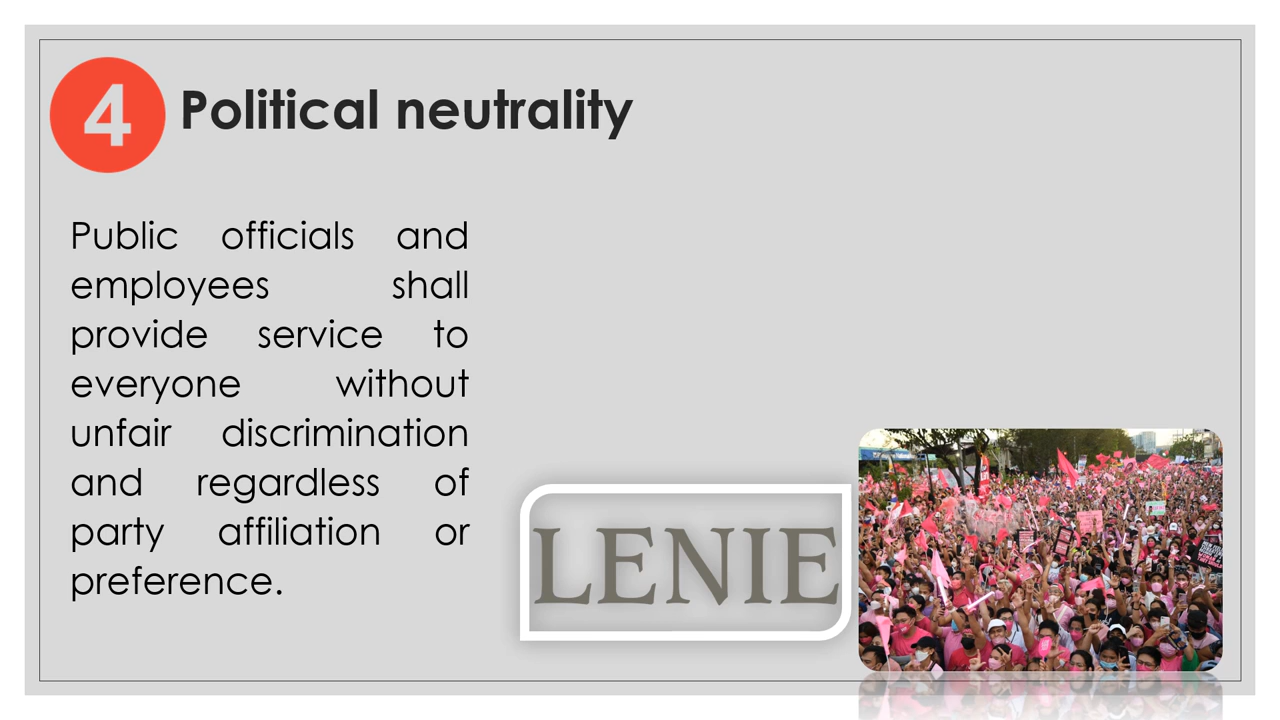 4 Political neutrality
Public officials and
employees shall
provide service to
everyone without
unfair discrimination
and regardless of
party affiliation or
preference.
LENIE